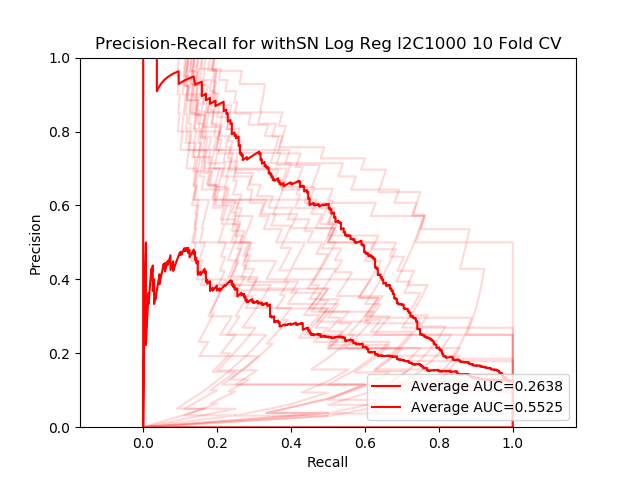 Precision-Recall for withSN Log Reg l2C1000 10 Fold CV
1.0
0.8
0.6
0.4
0.2
0.0
Precision
0.0 0.2 0.4 0.6 0.8 1.0
Recall
Average AUC=0.2638
Average AUC=0.5525